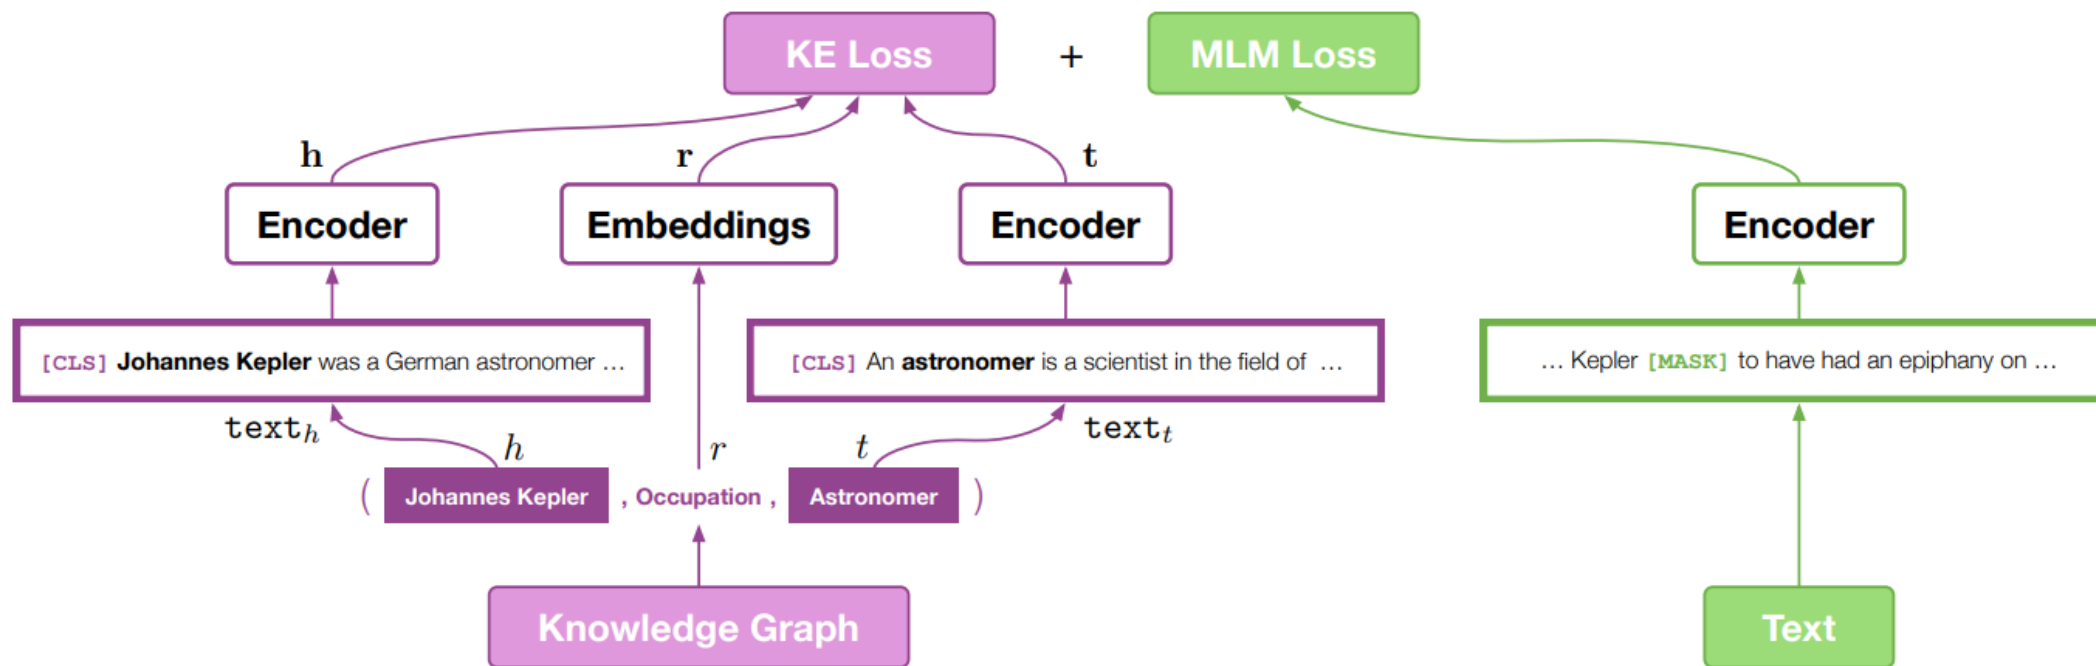 KE Loss + MLM Loss
h r t
Encoder Embeddings Encoder Encoder
[CLS] Johannes Kepler was a German astronomer ...
[CLS] An astronomer is a scientist in the field of ...
... Kepler [MASK] to have had an epiphany on ...
text_h h r t text_t
( Johannes Kepler , Occupation , Astronomer )
Knowledge Graph
Text